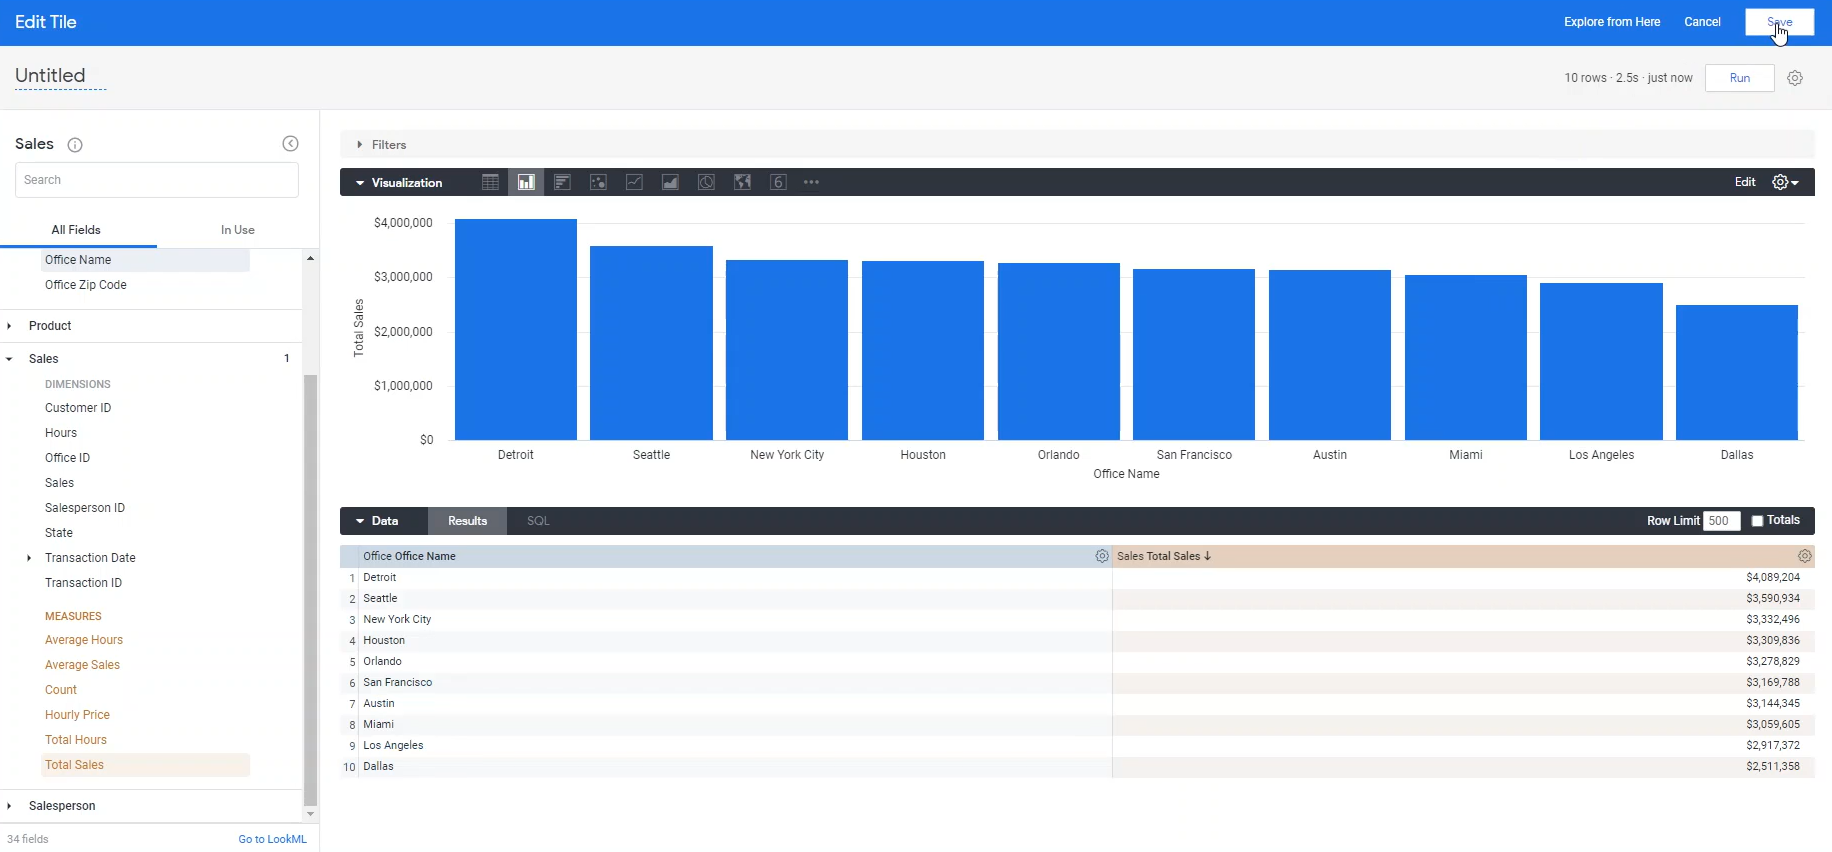 Edit Tile
Explore from Here Cancel Save
Untitled
10 rows · 2.5s · just now Run
Sales
Search
All Fields In Use
Office Name
Office Zip Code
Product
Sales 1
DIMENSIONS
Customer ID
Hours
Office ID
Sales
Salesperson ID
State
Transaction Date
Transaction ID
MEASURES
Average Hours
Average Sales
Count
Hourly Price
Total Hours
Total Sales
Salesperson
34 fields Go to LookML
Filters
Visualization 6 Edit
$4,000,000
$3,000,000
$2,000,000
$1,000,000
$0
Total Sales
Detroit Seattle New York City Houston Orlando San Francisco Austin Miami Los Angeles Dallas
Office Name
Data Results SQL Row Limit 500 Totals
Office Office Name Sales Total Sales ↓
1 Detroit $4,089,204
2 Seattle $3,590,934
3 New York City $3,332,496
4 Houston $3,309,836
5 Orlando $3,278,829
6 San Francisco $3,169,788
7 Austin $3,144,345
8 Miami $3,059,605
9 Los Angeles $2,917,372
10 Dallas $2,511,358